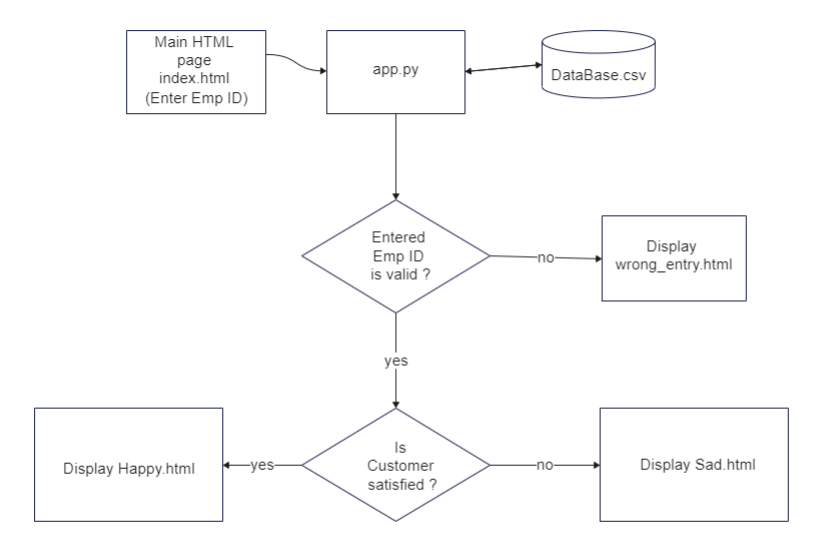 Main HTML
page
index.html
(Enter Emp ID)
app.py
DataBase.csv
Entered
Emp ID
is valid ?
no
Display
wrong_entry.html
yes
Is
Customer
satisfied ?
yes
Display Happy.html
no
Display Sad.html